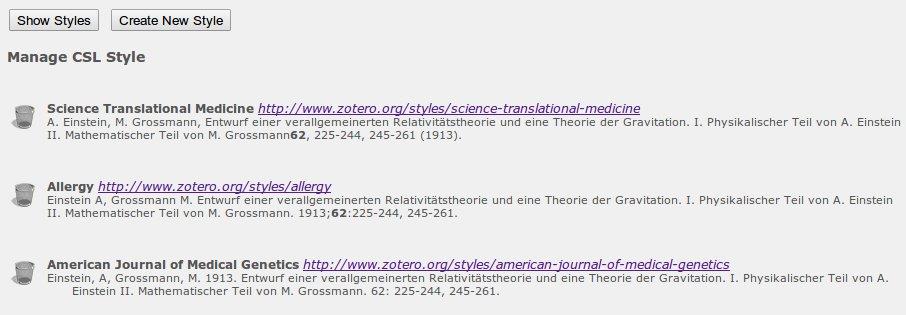 Show Styles Create New Style
Manage CSL Style
Science Translational Medicine http://www.zotero.org/styles/science-translational-medicine
A. Einstein, M. Grossmann, Entwurf einer verallgemeinerten Relativitätstheorie und eine Theorie der Gravitation. I. Physikalischer Teil von A. Einstein
II. Mathematischer Teil von M. Grossmann62, 225-244, 245-261 (1913).
Allergy http://www.zotero.org/styles/allergy
Einstein A, Grossmann M. Entwurf einer verallgemeinerten Relativitätstheorie und eine Theorie der Gravitation. I. Physikalischer Teil von A. Einstein
II. Mathematischer Teil von M. Grossmann. 1913;62:225-244, 245-261.
American Journal of Medical Genetics http://www.zotero.org/styles/american-journal-of-medical-genetics
Einstein, A, Grossmann, M. 1913. Entwurf einer verallgemeinerten Relativitätstheorie und eine Theorie der Gravitation. I. Physikalischer Teil von A.
Einstein II. Mathematischer Teil von M. Grossmann. 62: 225-244, 245-261.